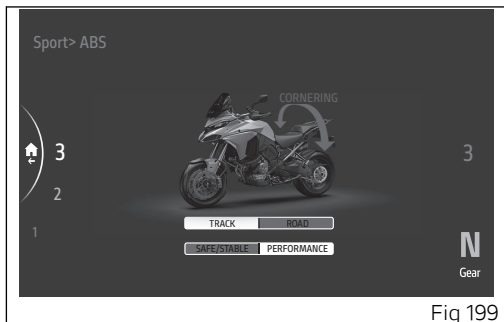 Sport> ABS
CORNERING
3
3
2
1
TRACK ROAD
SAFE/STABLE PERFORMANCE
N
Gear
Fig 199